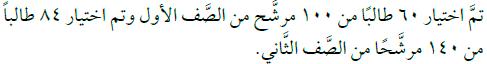 تمَّ اختيار ٦٠ طالبًا من ١٠٠ مرشَّح من الصَّف الأول وتم اختيار ٨٤ طالباً
من ١٤٠ مرشَّحًا من الصَّف الثَّاني.